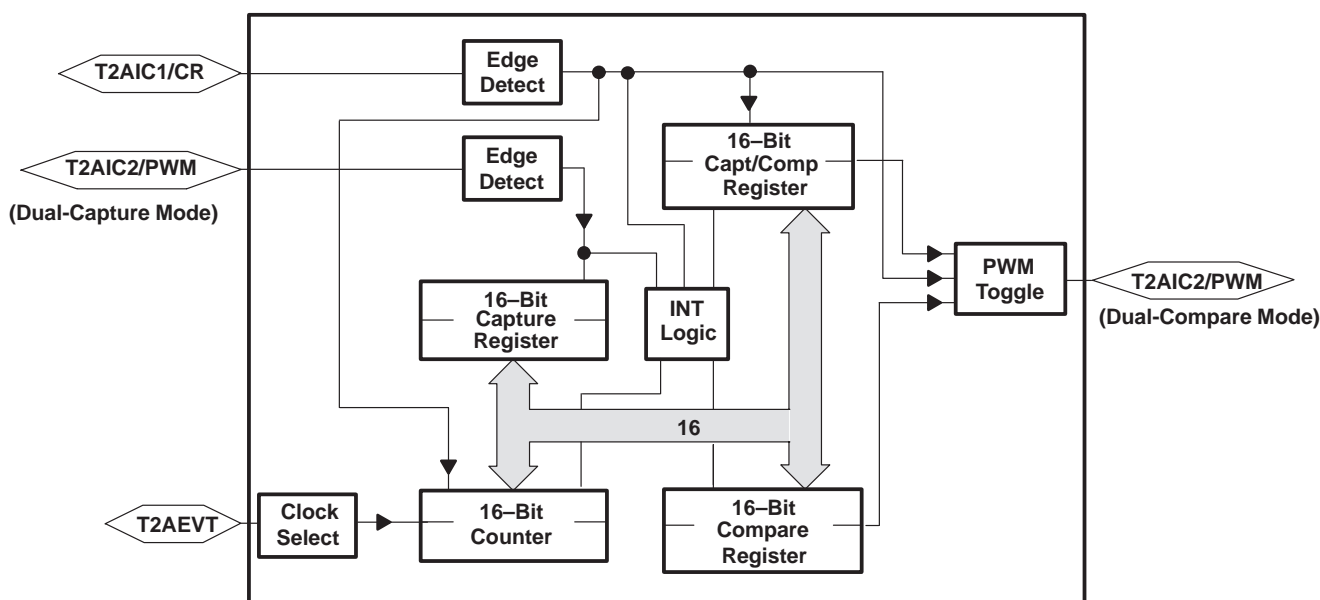 T2AIC1/CR
Edge
Detect
T2AIC2/PWM
(Dual-Capture Mode)
Edge
Detect
16–Bit
Capt/Comp
Register
16–Bit
Capture
Register
INT
Logic
PWM
Toggle
T2AIC2/PWM
(Dual-Compare Mode)
16
T2AEVT
Clock
Select
16–Bit
Counter
16–Bit
Compare
Register